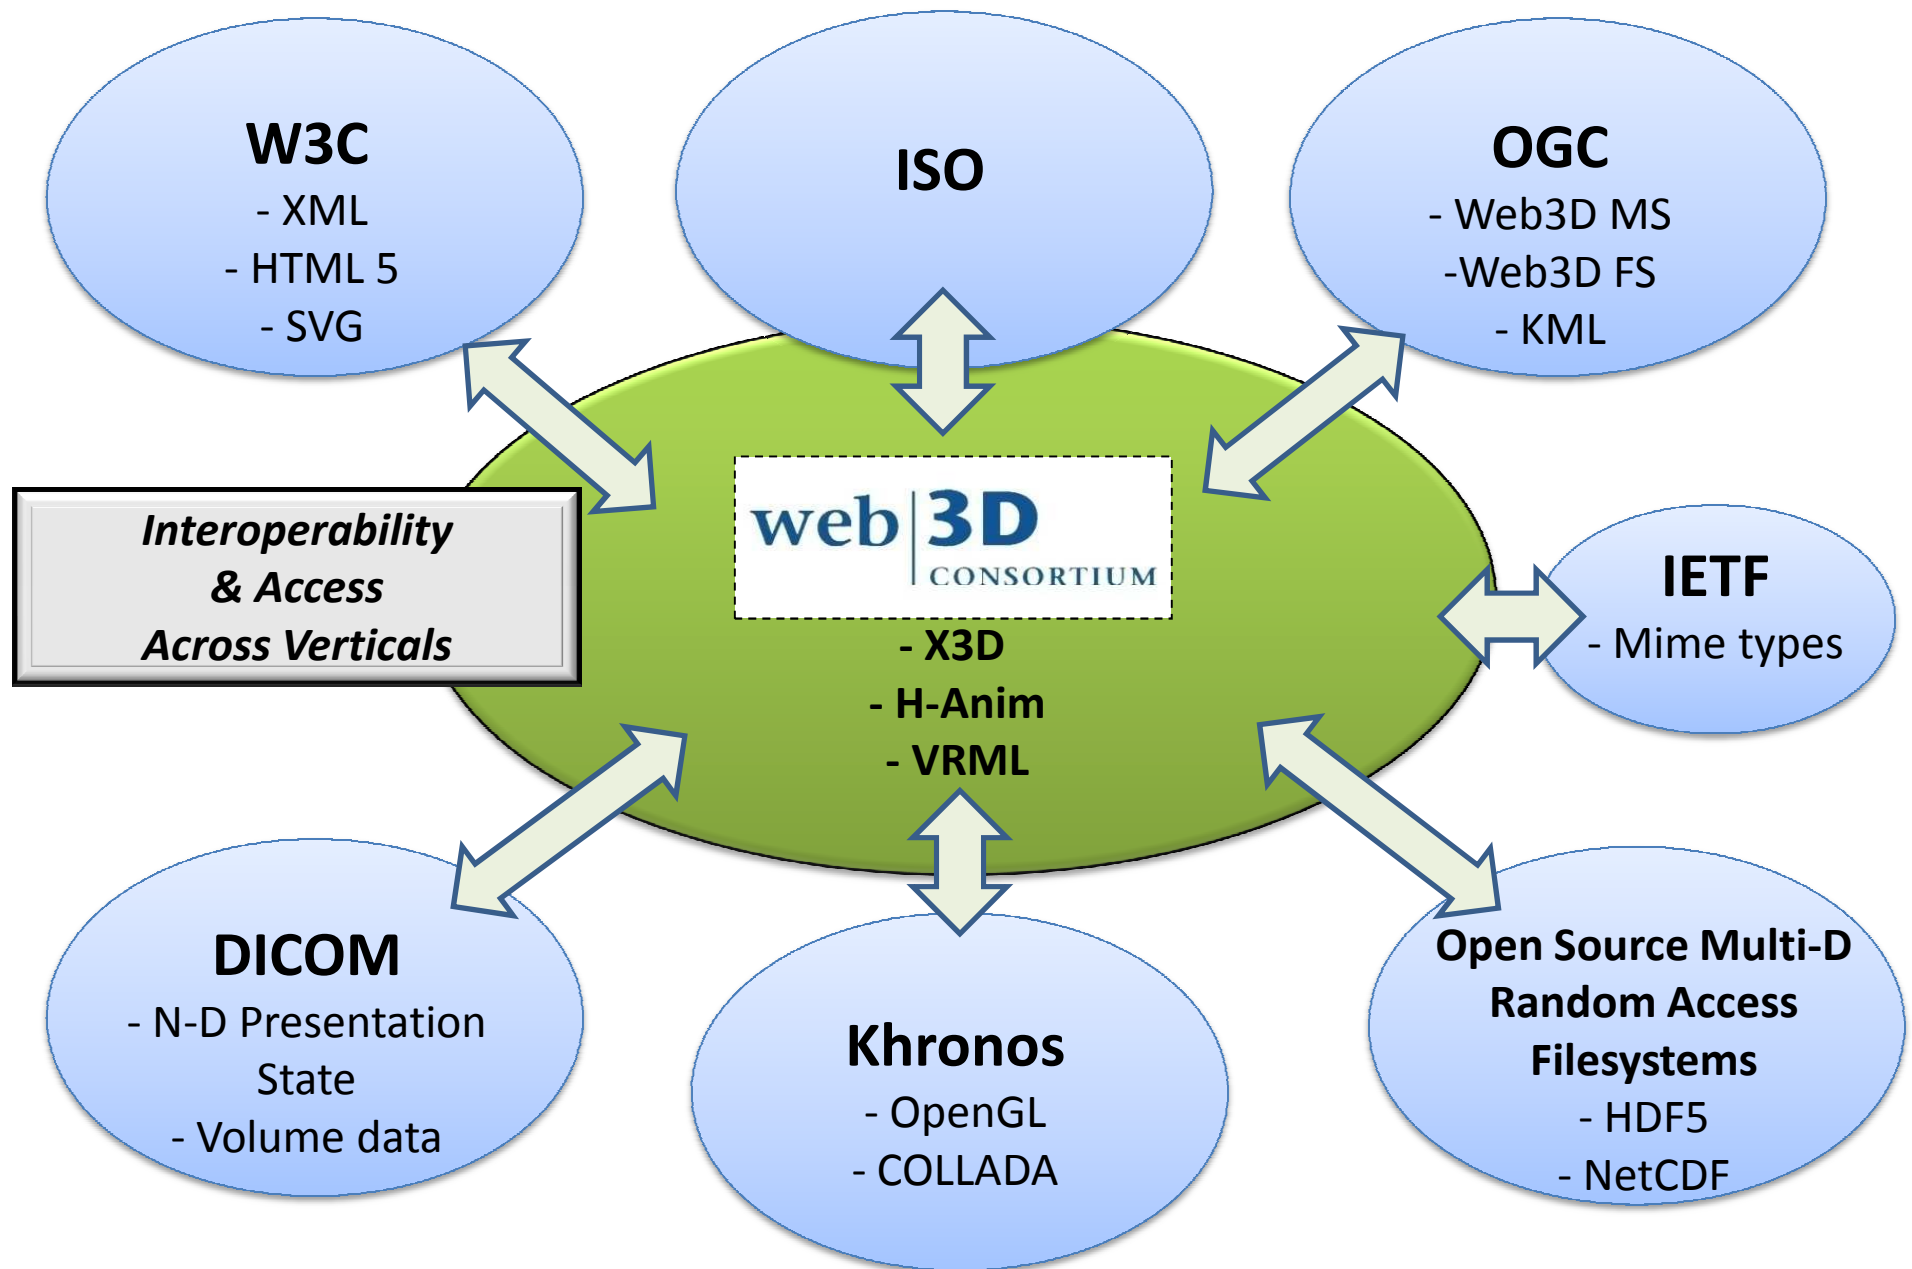 W3C
- XML
- HTML 5
- SVG
ISO
OGC
- Web3D MS
-Web3D FS
- KML
Interoperability
& Access
Across Verticals
web|3D
CONSORTIUM
- X3D
- H-Anim
- VRML
IETF
- Mime types
DICOM
- N-D Presentation
State
- Volume data
Khronos
- OpenGL
- COLLADA
Open Source Multi-D
Random Access
Filesystems
- HDF5
- NetCDF